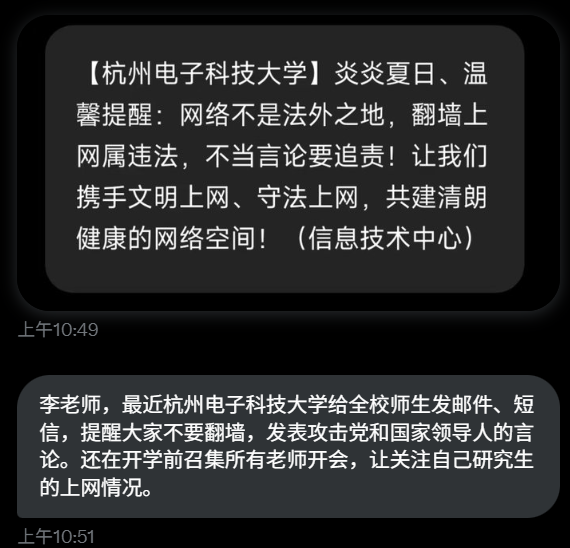 【杭州电子科技大学】炎炎夏日、温
馨提醒：网络不是法外之地，翻墙上
网属违法，不当言论要追责！让我们
携手文明上网、守法上网，共建清朗
健康的网络空间！（信息技术中心）
上午10:49
李老师，最近杭州电子科技大学给全校师生发邮件、短
信，提醒大家不要翻墙，发表攻击党和国家领导人的言
论。还在开学前召集所有老师开会，让关注自己研究生
的上网情况。
上午10:51